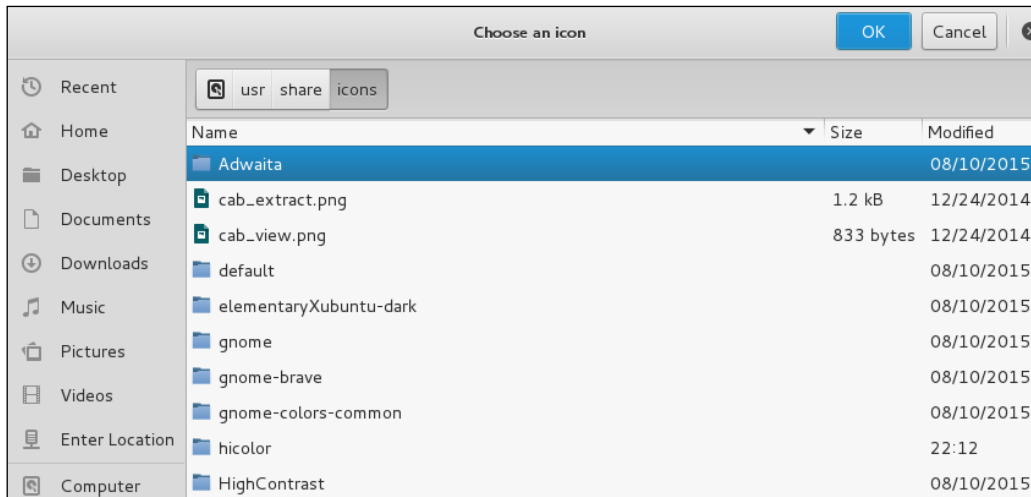 Choose an icon OK Cancel
Recent
Home
Desktop
Documents
Downloads
Music
Pictures
Videos
Enter Location
Computer
usr share icons
Name Size Modified
Adwaita 08/10/2015
cab_extract.png 1.2 kB 12/24/2014
cab_view.png 833 bytes 12/24/2014
default 08/10/2015
elementaryXubuntu-dark 08/10/2015
gnome 08/10/2015
gnome-brave 08/10/2015
gnome-colors-common 08/10/2015
hicolor 22:12
HighContrast 08/10/2015